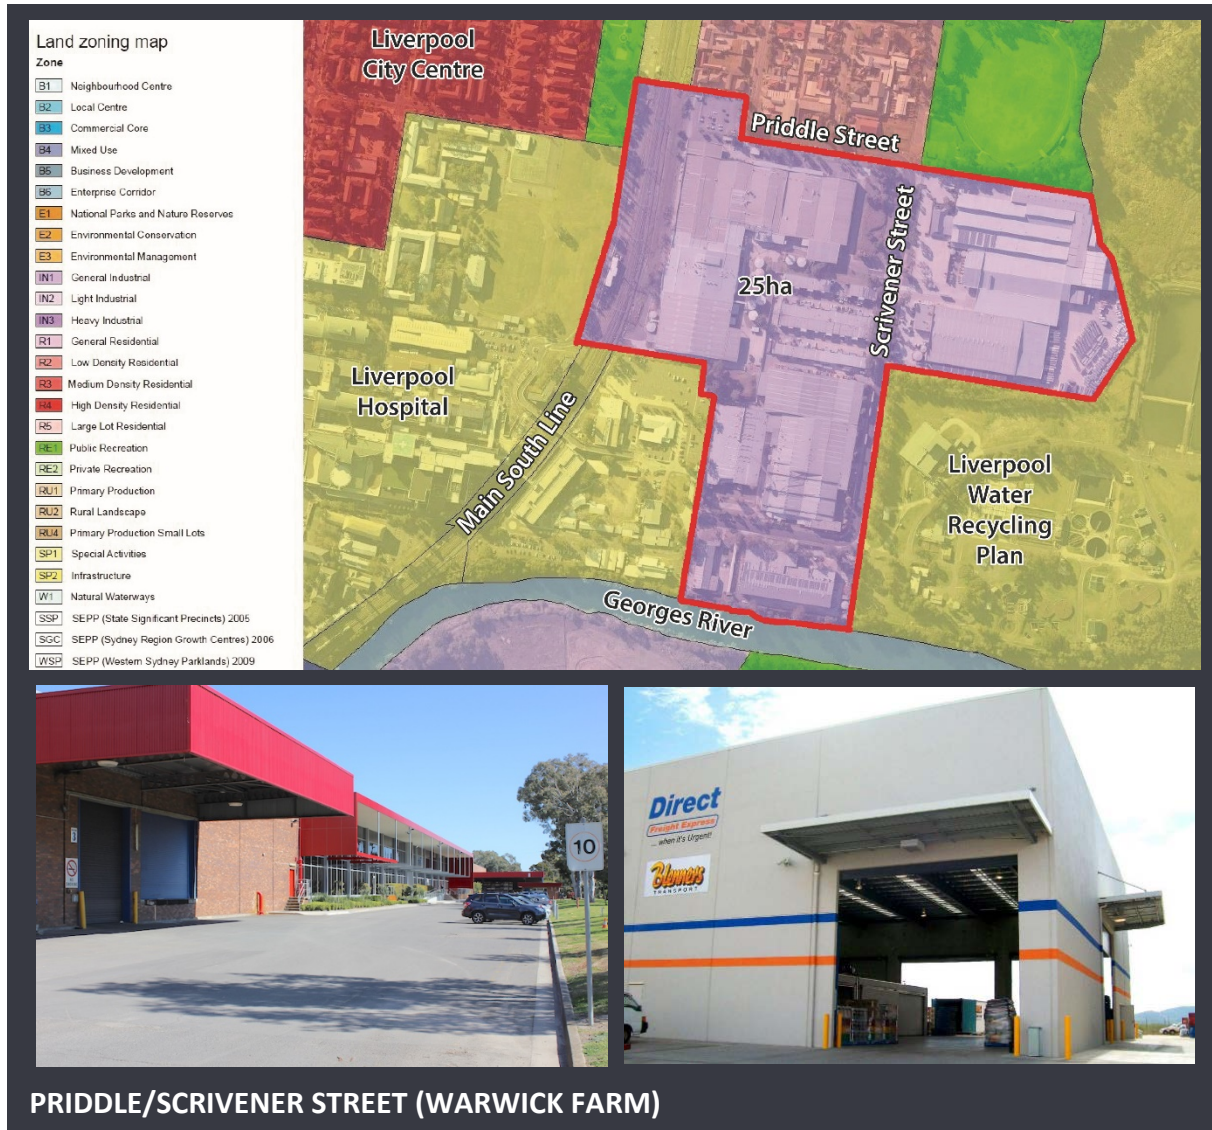 Land zoning map
Zone
B1 Neighbourhood Centre
B2 Local Centre
B3 Commercial Core
B4 Mixed Use
B5 Business Development
B6 Enterprise Corridor
E1 National Parks and Nature Reserves
E2 Environmental Conservation
E3 Environmental Management
IN1 General Industrial
IN2 Light Industrial
IN3 Heavy Industrial
R1 General Residential
R2 Low Density Residential
R3 Medium Density Residential
R4 High Density Residential
R5 Large Lot Residential
RE1 Public Recreation
RE2 Private Recreation
RU1 Primary Production
RU2 Rural Landscape
RU4 Primary Production Small Lots
SP1 Special Activities
SP2 Infrastructure
W1 Natural Waterways
SSP SEPP (State Significant Precincts) 2005
SGC SEPP (Sydney Region Growth Centres) 2006
WSP SEPP (Western Sydney Parklands) 2009
Liverpool
City Centre
Priddle Street
Scrivener Street
25ha
Liverpool
Hospital
Main South Line
Liverpool
Water
Recycling
Plan
Georges River
10
Direct
Freight Express
... when it's Urgent!
Blenners
TRANSPORT
PRIDDLE/SCRIVENER STREET (WARWICK FARM)